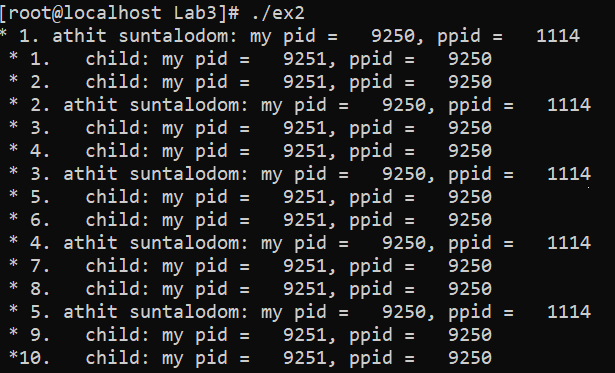 [root@localhost Lab3]# ./ex2
* 1. athit suntalodom: my pid =   9250, ppid =   1114
 * 1.   child: my pid =   9251, ppid =   9250
 * 2.   child: my pid =   9251, ppid =   9250
 * 2. athit suntalodom: my pid =   9250, ppid =   1114
 * 3.   child: my pid =   9251, ppid =   9250
 * 4.   child: my pid =   9251, ppid =   9250
 * 3. athit suntalodom: my pid =   9250, ppid =   1114
 * 5.   child: my pid =   9251, ppid =   9250
 * 6.   child: my pid =   9251, ppid =   9250
 * 4. athit suntalodom: my pid =   9250, ppid =   1114
 * 7.   child: my pid =   9251, ppid =   9250
 * 8.   child: my pid =   9251, ppid =   9250
 * 5. athit suntalodom: my pid =   9250, ppid =   1114
 * 9.   child: my pid =   9251, ppid =   9250
 *10.   child: my pid =   9251, ppid =   9250